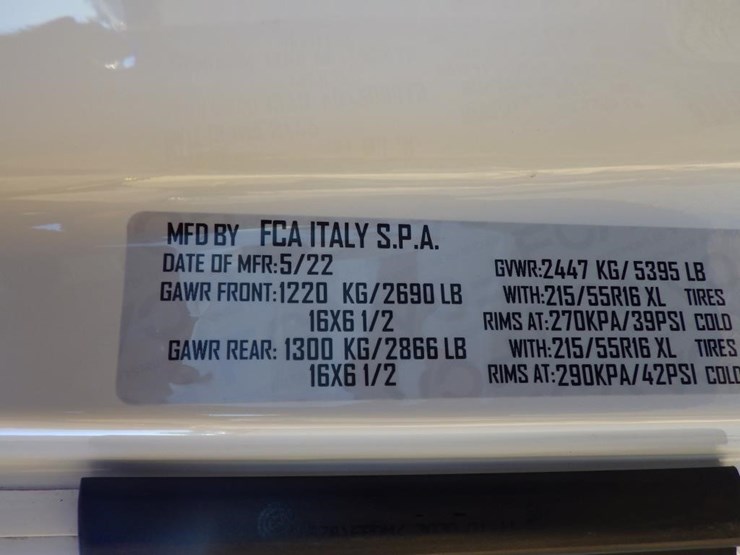 MFD BY FCA ITALY S.P.A.
DATE OF MFR:5/22 GVWR:2447 KG/5395 LB
GAWR FRONT:1220 KG/2690 LB WITH:215/55R16 XL TIRES
16X6 1/2 RIMS AT:270KPA/39PSI COLD
GAWR REAR: 1300 KG/2866 LB WITH:215/55R16 XL TIRES
16X6 1/2 RIMS AT:290KPA/42PSI COLD